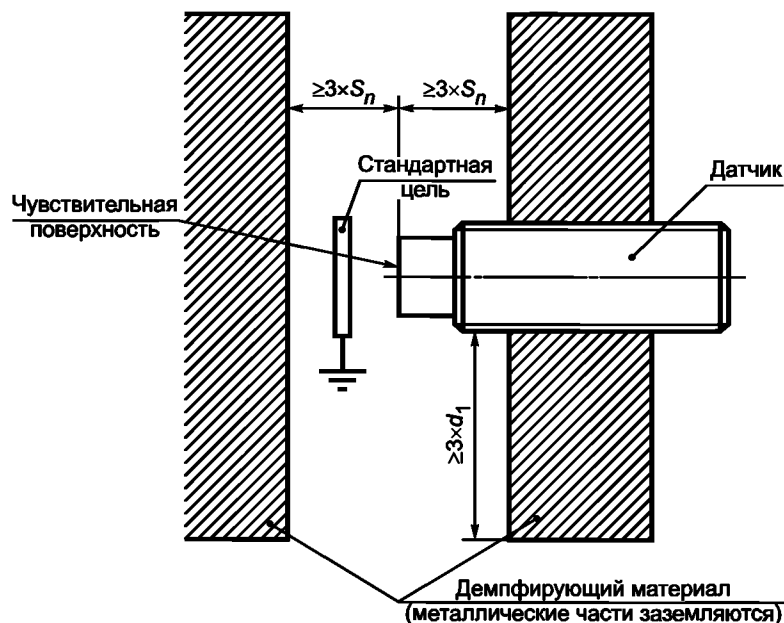 ≥3×Sn
≥3×Sn
Стандартная
цель
Датчик
Чувствительная
поверхность
≥3×d1
Демпфирующий материал
(металлические части заземляются)